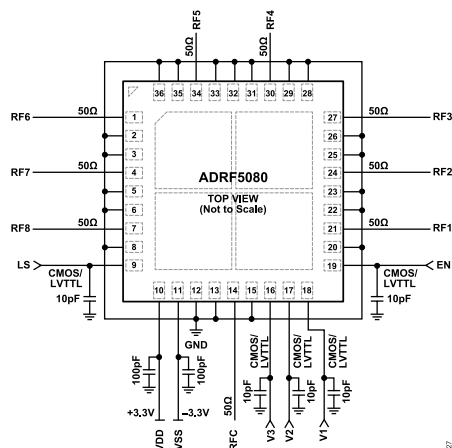 RF5
RF4
50Ω
50Ω
36 35 34 33 32 31 30 29 28
RF6 50Ω 1
27 50Ω RF3
2
26
3
25
RF7 50Ω 4
24 50Ω RF2
5
23
6
22
RF8 50Ω 7
21 50Ω RF1
8
20
LS 9
19 EN
ADRF5080
TOP VIEW
(Not to Scale)
CMOS/
LVTTL
10pF
CMOS/
LVTTL
10pF
10 11 12 13 14 15 16 17 18
GND
100pF
100pF
50Ω
CMOS/
LVTTL
10pF
CMOS/
LVTTL
10pF
CMOS/
LVTTL
10pF
+3.3V
–3.3V
VDD
VSS
RFC
V3
V2
V1
27